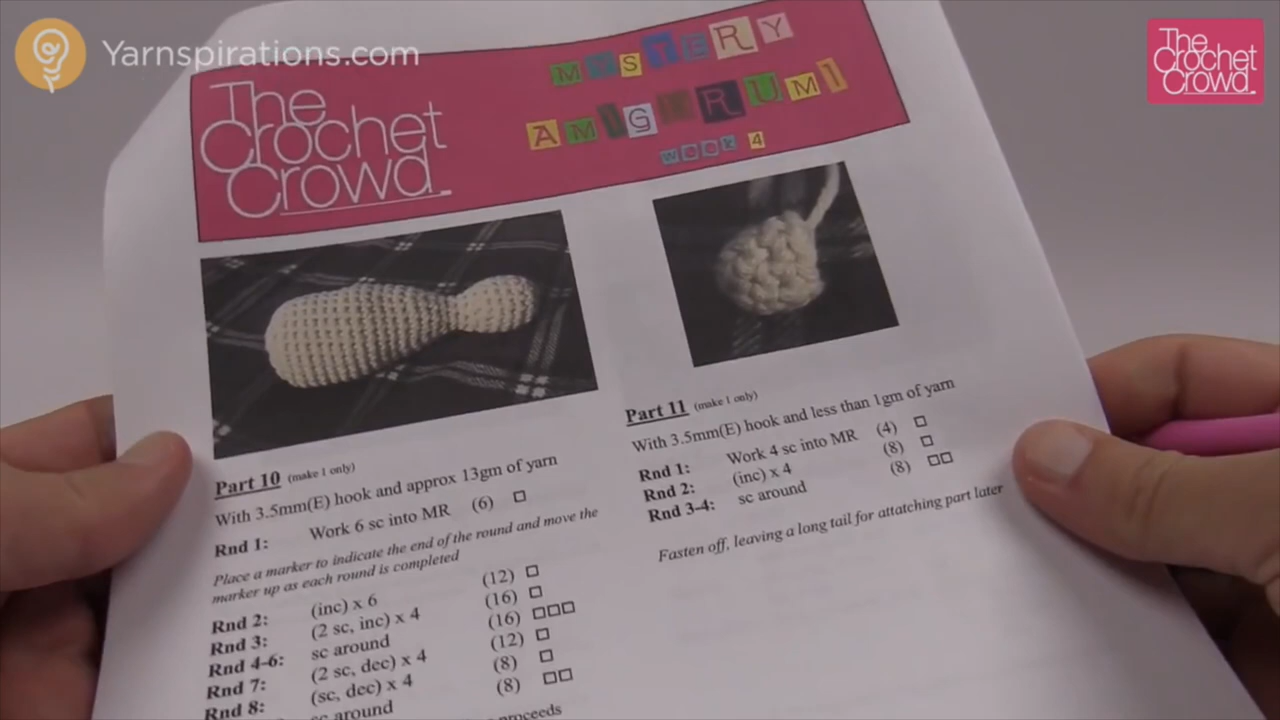 Yarnspirations.com
The
Crochet
Crowd
The
Crochet
Crowd
MYSTERY
AMIGURUMI
WEEK 4
Part 10 (make 1 only)
With 3.5mm(E) hook and approx 13gm of yarn
Rnd 1: Work 6 sc into MR (6) □
Place a marker to indicate the end of the round and move the
marker up as each round is completed
Rnd 2: (inc) x 6 (12) □
Rnd 3: (2 sc, inc) x 4 (16) □
Rnd 4-6: sc around (16) □□□
Rnd 7: (2 sc, dec) x 4 (12) □
Rnd 8: (sc, dec) x 4 (8) □
sc around (8) □□
proceeds
Part 11 (make 1 only)
With 3.5mm(E) hook and less than 1gm of yarn
Rnd 1: Work 4 sc into MR (4) □
Rnd 2: (inc) x 4 (8) □
Rnd 3-4: sc around (8) □□
Fasten off, leaving a long tail for attatching part later